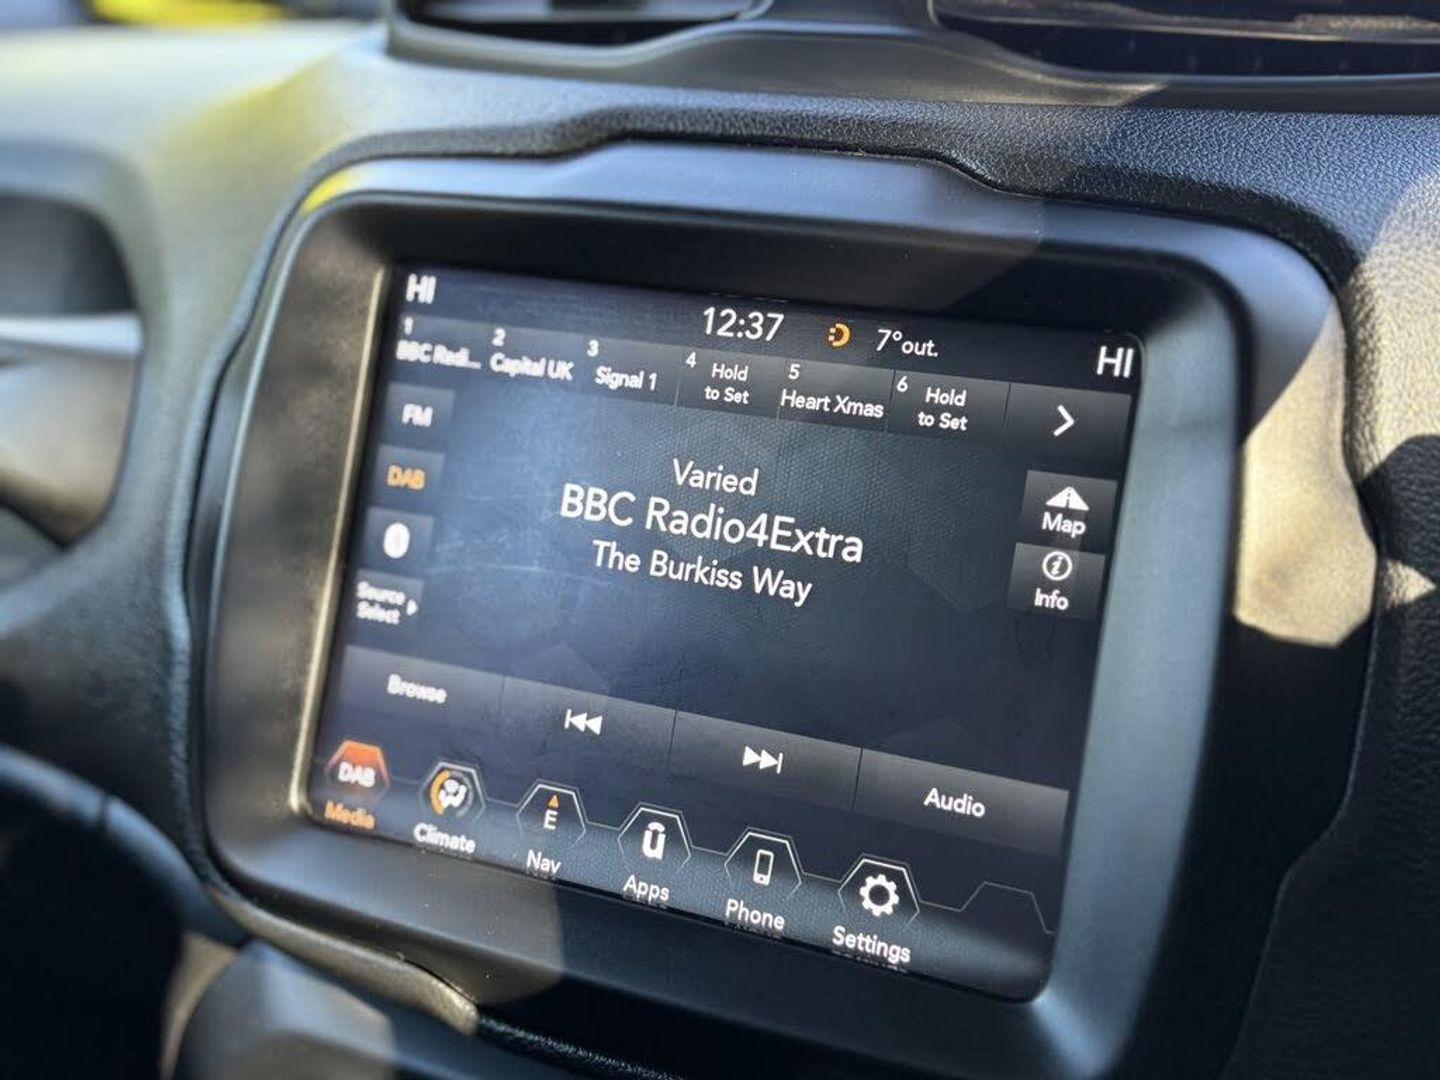 HI
12:37
7°out.
HI
1
BBC Radi...
2
Capital UK
3
Signal 1
4
Hold
to Set
5
Heart Xmas
6
Hold
to Set
FM
DAB
Source
Select
Varied
BBC Radio4Extra
The Burkiss Way
Map
i
Info
Browse
Audio
DAB
Media
Climate
E
Nav
Apps
Phone
Settings